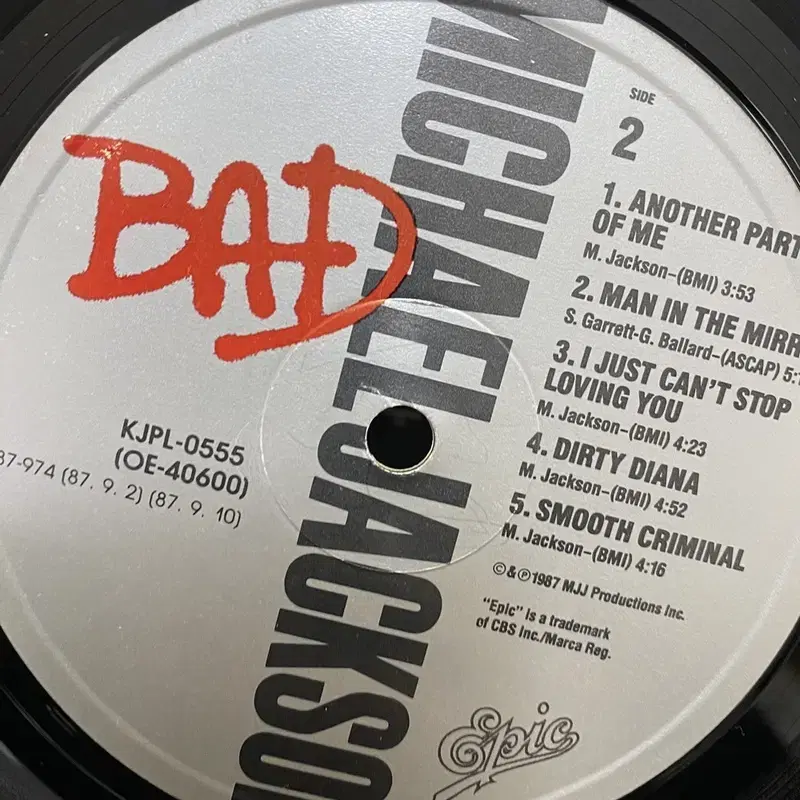 BAD
MICHAEL JACKSON
SIDE
2
1. ANOTHER PART
OF ME
M. Jackson–(BMI) 3:53
2. MAN IN THE MIRR
S. Garrett-G. Ballard–(ASCAP) 5:
3. I JUST CAN'T STOP
LOVING YOU
M. Jackson–(BMI) 4:23
4. DIRTY DIANA
M. Jackson–(BMI) 4:52
5. SMOOTH CRIMINAL
M. Jackson–(BMI) 4:16
©&℗1987 MJJ Productions Inc.
"Epic" is a trademark
of CBS Inc./Marca Reg.
Epic
KJPL-0555
(OE-40600)
87-974 (87. 9. 2) (87. 9. 10)